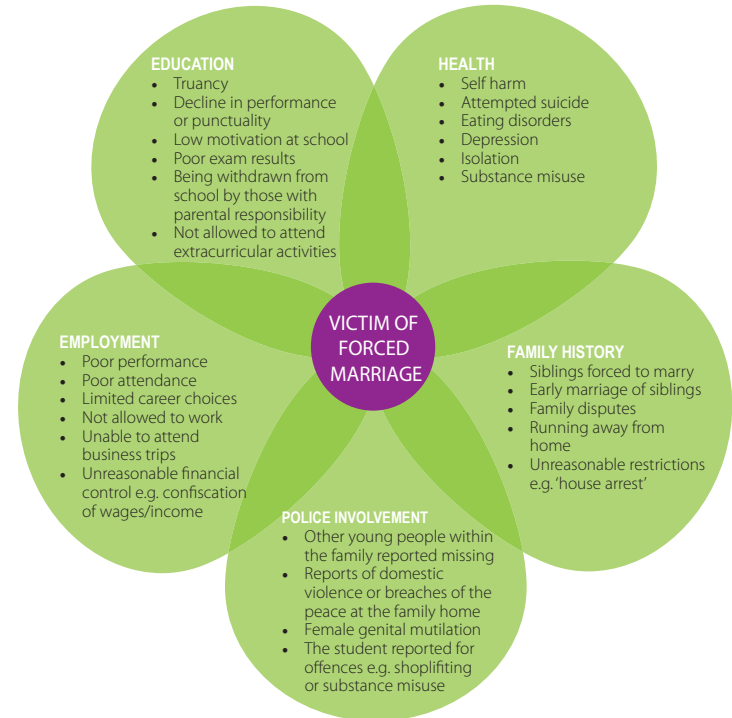 EDUCATION
• Truancy
• Decline in performance
or punctuality
• Low motivation at school
• Poor exam results
• Being withdrawn from
school by those with
parental responsibility
• Not allowed to attend
extracurricular activities
HEALTH
• Self harm
• Attempted suicide
• Eating disorders
• Depression
• Isolation
• Substance misuse
VICTIM OF
FORCED
MARRIAGE
EMPLOYMENT
• Poor performance
• Poor attendance
• Limited career choices
• Not allowed to work
• Unable to attend
business trips
• Unreasonable financial
control e.g. confiscation
of wages/income
FAMILY HISTORY
• Siblings forced to marry
• Early marriage of siblings
• Family disputes
• Running away from
home
• Unreasonable restrictions
e.g. ‘house arrest’
POLICE INVOLVEMENT
• Other young people within
the family reported missing
• Reports of domestic
violence or breaches of the
peace at the family home
• Female genital mutilation
• The student reported for
offences e.g. shoplifiting
or substance misuse